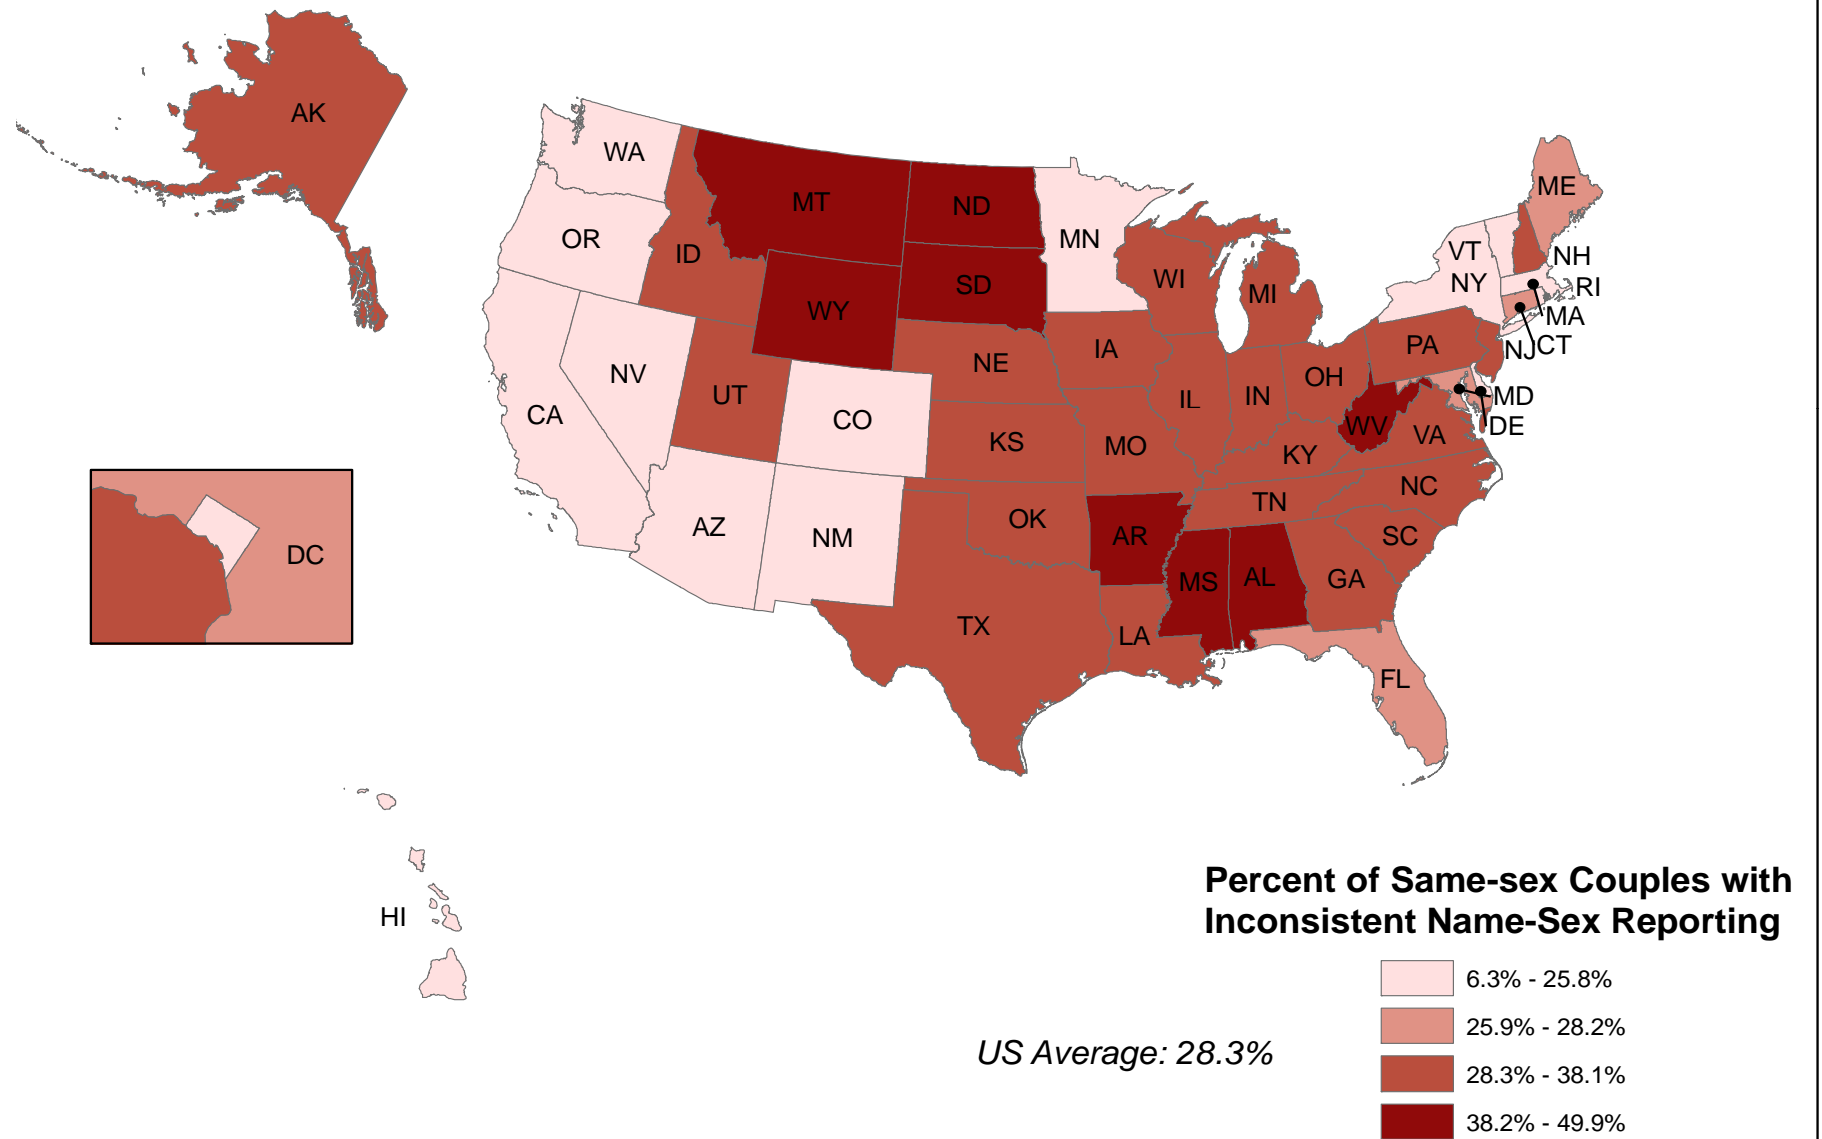 AK
WA
MT
ND
ME
MN
OR
VT
NH
ID
WI
NY
SD
RI
MI
WY
MA
PA
NJ
CT
IA
NE
NV
OH
UT
IL
IN
MD
CA
CO
WV
DE
KS
MO
VA
KY
NC
TN
OK
AZ
NM
AR
SC
DC
MS
AL
GA
TX
LA
FL
HI
Percent of Same-sex Couples with
Inconsistent Name-Sex Reporting
6.3% - 25.8%
25.9% - 28.2%
US Average: 28.3%
28.3% - 38.1%
38.2% - 49.9%